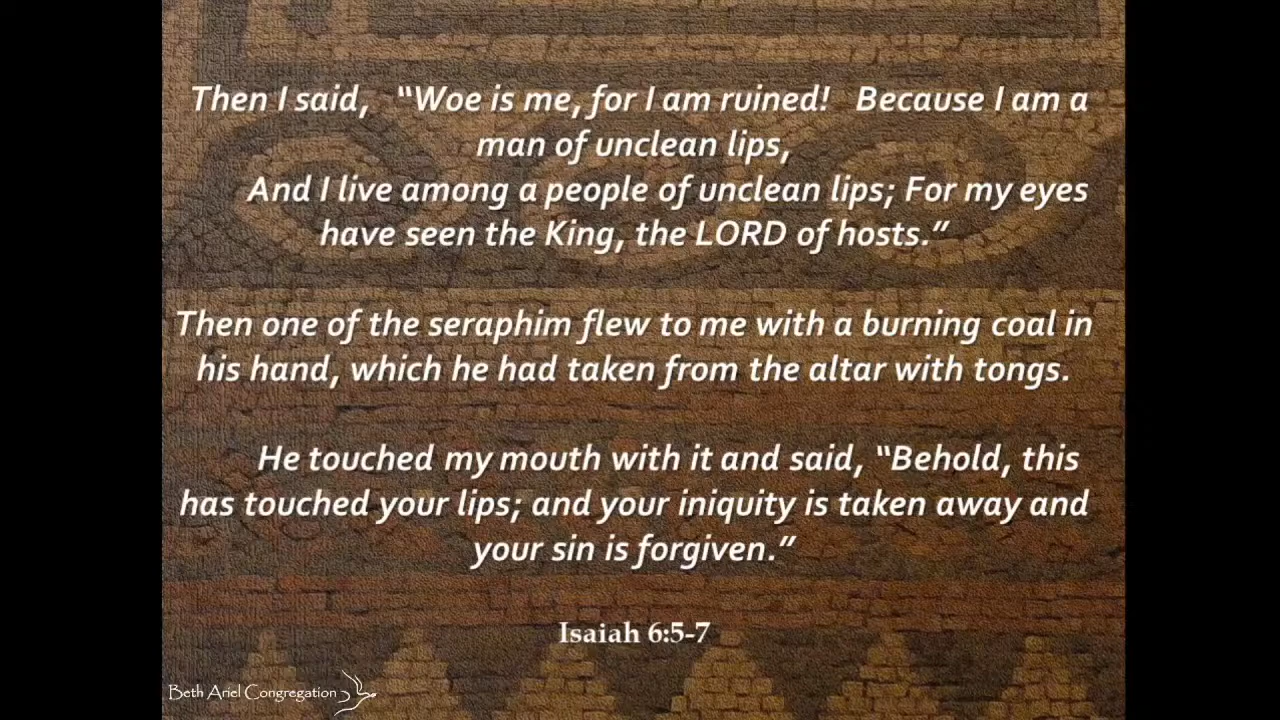 Then I said, “Woe is me, for I am ruined! Because I am a
man of unclean lips,
And I live among a people of unclean lips; For my eyes
have seen the King, the LORD of hosts.”
Then one of the seraphim flew to me with a burning coal in
his hand, which he had taken from the altar with tongs.
He touched my mouth with it and said, “Behold, this
has touched your lips; and your iniquity is taken away and
your sin is forgiven.”
Isaiah 6:5-7
Beth Ariel Congregation